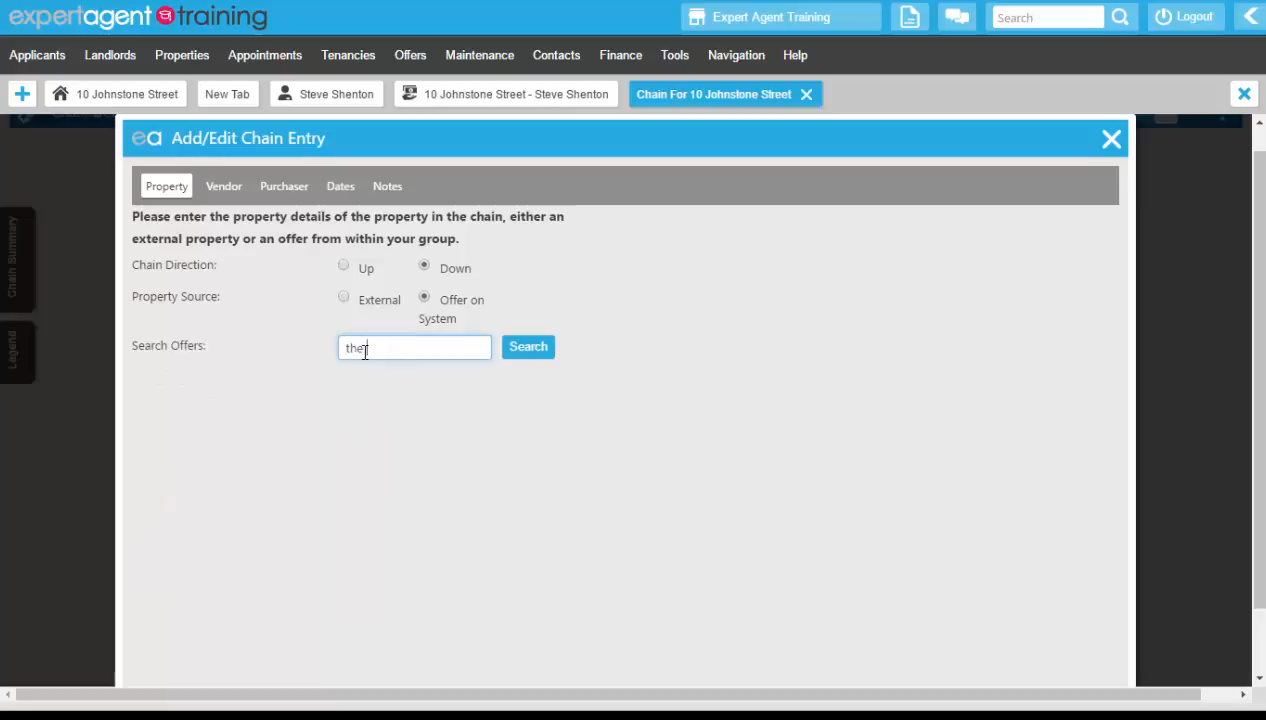 expertagent training
Expert Agent Training
Search
Logout
Applicants Landlords Properties Appointments Tenancies Offers Maintenance Contacts Finance Tools Navigation Help
10 Johnstone Street New Tab Steve Shenton 10 Johnstone Street - Steve Shenton Chain For 10 Johnstone Street
ea Add/Edit Chain Entry
Property Vendor Purchaser Dates Notes
Please enter the property details of the property in the chain, either an
external property or an offer from within your group.
Chain Direction: Up Down
Property Source: External Offer on
System
Search Offers: the Search
Chain Summary
Legend